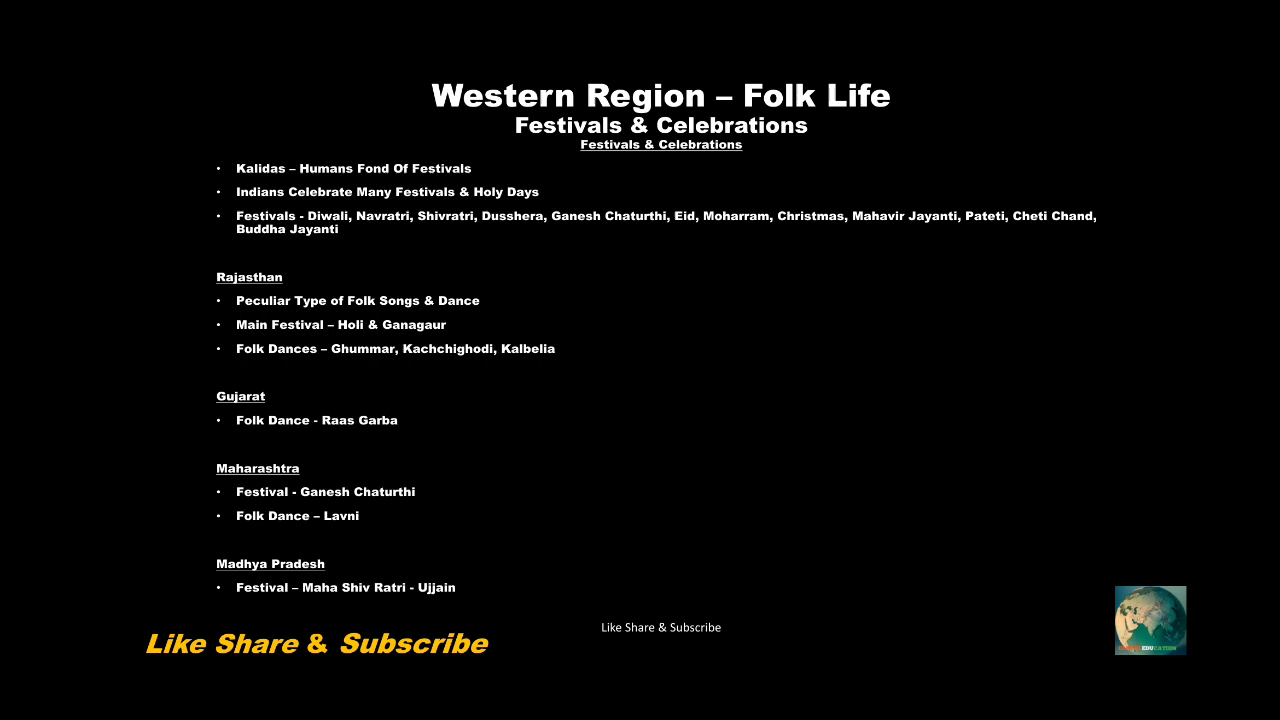 Western Region – Folk Life
Festivals & Celebrations
Festivals & Celebrations
• Kalidas – Humans Fond Of Festivals
• Indians Celebrate Many Festivals & Holy Days
• Festivals - Diwali, Navratri, Shivratri, Dusshera, Ganesh Chaturthi, Eid, Moharram, Christmas, Mahavir Jayanti, Pateti, Cheti Chand,
Buddha Jayanti
Rajasthan
• Peculiar Type of Folk Songs & Dance
• Main Festival – Holi & Ganagaur
• Folk Dances – Ghummar, Kachchighodi, Kalbelia
Gujarat
• Folk Dance - Raas Garba
Maharashtra
• Festival - Ganesh Chaturthi
• Folk Dance – Lavni
Madhya Pradesh
• Festival – Maha Shiv Ratri - Ujjain
Like Share & Subscribe
Like Share & Subscribe
EDUCATION